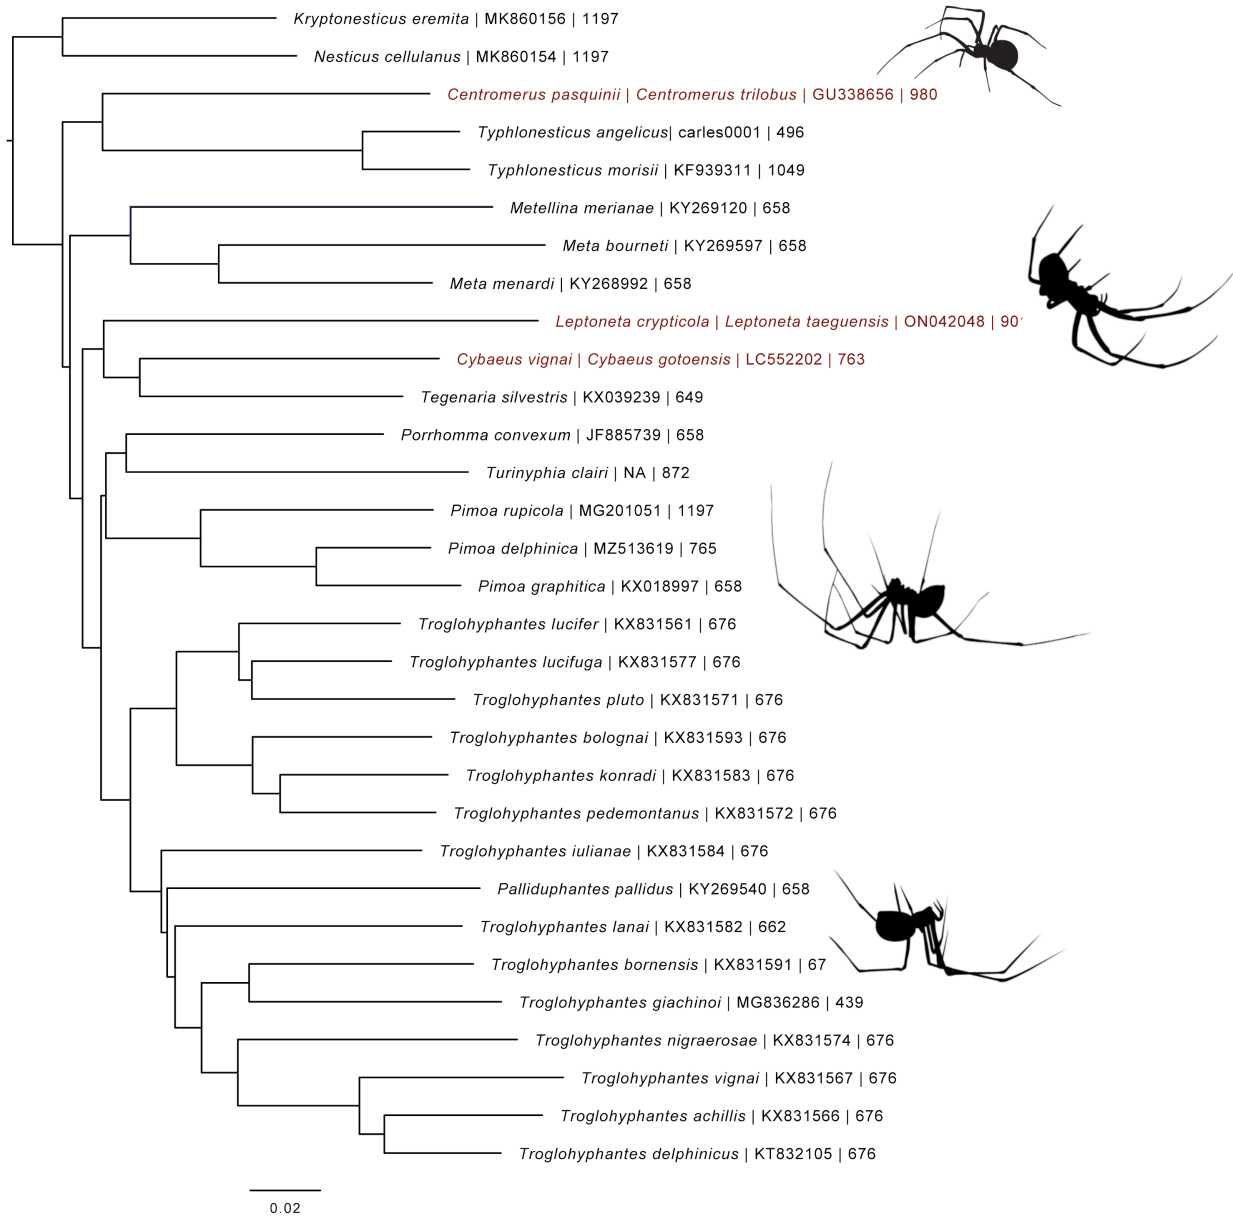 Kryptonesticus eremita | MK860156 | 1197
Nesticus cellulanus | MK860154 | 1197
Centromerus pasquinii | Centromerus trilobus | GU338656 | 980
Typhlonesticus angelicus| carles0001 | 496
Typhlonesticus morisii | KF939311 | 1049
Metellina merianae | KY269120 | 658
Meta bourneti | KY269597 | 658
Meta menardi | KY268992 | 658
Leptoneta crypticola | Leptoneta taeguensis | ON042048 | 90
Cybaeus vignai | Cybaeus gotoensis | LC552202 | 763
Tegenaria silvestris | KX039239 | 649
Porrhomma convexum | JF885739 | 658
Turinyphia clairi | NA | 872
Pimoa rupicola | MG201051 | 1197
Pimoa delphinica | MZ513619 | 765
Pimoa graphitica | KX018997 | 658
Troglohyphantes lucifer | KX831561 | 676
Troglohyphantes lucifuga | KX831577 | 676
Troglohyphantes pluto | KX831571 | 676
Troglohyphantes bolognai | KX831593 | 676
Troglohyphantes konradi | KX831583 | 676
Troglohyphantes pedemontanus | KX831572 | 676
Troglohyphantes iulianae | KX831584 | 676
Palliduphantes pallidus | KY269540 | 658
Troglohyphantes lanai | KX831582 | 662
Troglohyphantes bornensis | KX831591 | 67
Troglohyphantes giachinoi | MG836286 | 439
Troglohyphantes nigraerosae | KX831574 | 676
Troglohyphantes vignai | KX831567 | 676
Troglohyphantes achillis | KX831566 | 676
Troglohyphantes delphinicus | KT832105 | 676
0.02